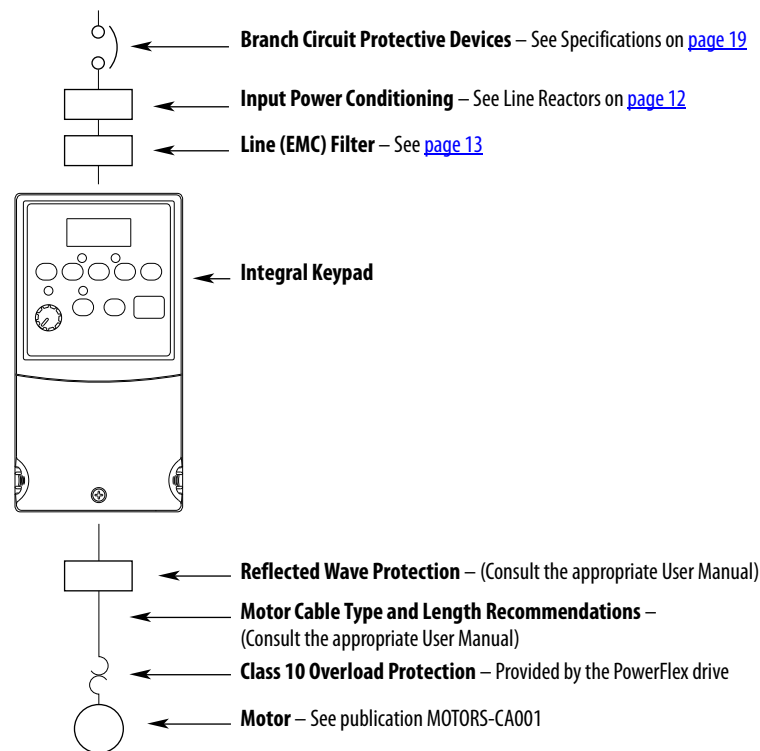 Branch Circuit Protective Devices – See Specifications on page 19
Input Power Conditioning – See Line Reactors on page 12
Line (EMC) Filter – See page 13
Integral Keypad
Reflected Wave Protection – (Consult the appropriate User Manual)
Motor Cable Type and Length Recommendations –
(Consult the appropriate User Manual)
Class 10 Overload Protection – Provided by the PowerFlex drive
Motor – See publication MOTORS-CA001